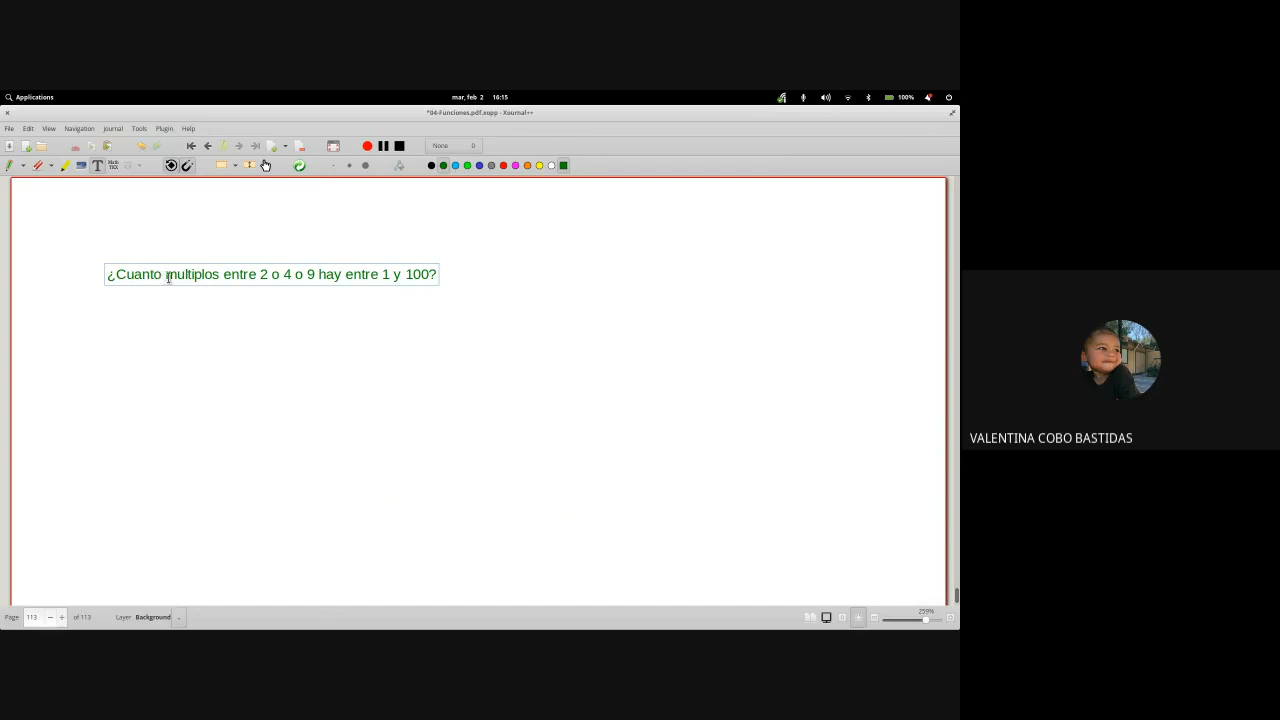 Applications
mar, feb 2 16:15
100%
*04-Funciones.pdf.xopp - Xournal++
File Edit View Navigation Journal Tools Plugin Help
None 0
¿Cuanto multiplos entre 2 o 4 o 9 hay entre 1 y 100?
VALENTINA COBO BASTIDAS
Page 113 of 113 Layer Background
259%